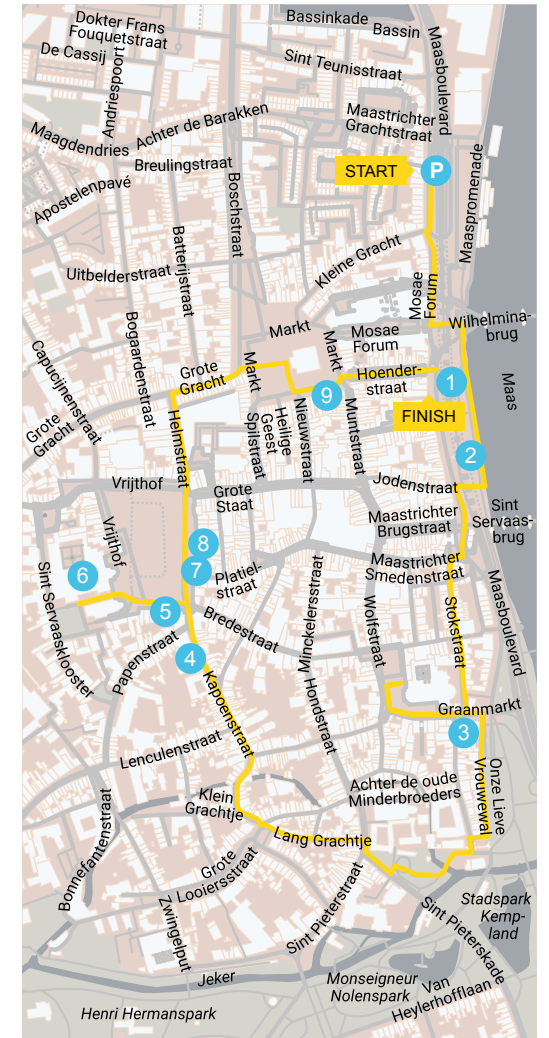 Dokter Frans
Fouquetstraat
De Cassij
Andriespoort
Bassinkade
Bassin
Sint Teunisstraat
Maasboulevard
Maastrichter
Grachtstraat
Achter de Barakken
Maagdendries
Breulingstraat
Apostelenpavé
START
P
Maaspromenade
Boschstraat
Batterijstraat
Uitbelderstraat
Kleine Gracht
Mosae
Forum
Bogaardenstraat
Markt
Mosae
Forum
Wilhelmina-
brug
Capucijnenstraat
Grote
Gracht
Markt
Markt
Hoender-
straat
1
Maas
9
FINISH
Grote
Gracht
Helmstraat
Spilstraat
Heilige
Geest
Nieuwstraat
Muntstraat
2
Vrijthof
Grote
Staat
Jodenstraat
Sint
Servaas-
brug
Maastrichter
Brugstraat
Vrijthof
8
7
Maastrichter
Smedenstraat
Platiel-
straat
6
Sint Servaasklooster
5
Minckelersstraat
Wolfstraat
Stokstraat
Maasboulevard
Bredestraat
Papenstraat
4
Kapoenstraat
Hondstraat
Graanmarkt
3
Lenculenstraat
Onze Lieve
Vrouwewal
Achter de oude
Minderbroeders
Klein
Grachtje
Bonnefantenstraat
Lang Grachtje
Grote
Looiersstraat
Zwingelput
Sint Pieterstraat
Sint Pieterskade
Stadspark
Kemp-
land
Jeker
Monseigneur
Nolenspark
Van
Heylerhofflaan
Henri Hermanspark